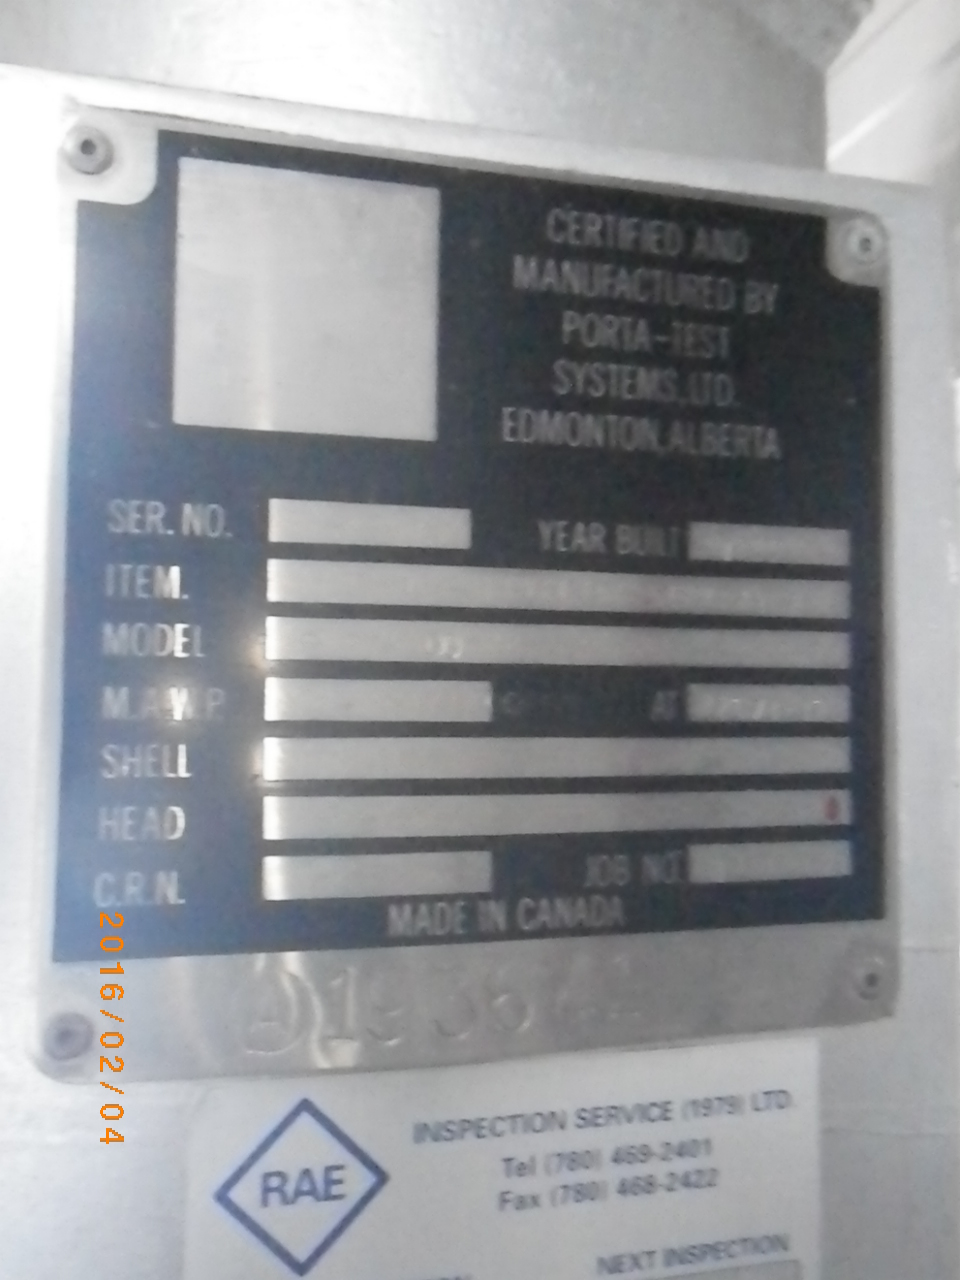 CERTIFIED AND
MANUFACTURED BY
PORTA-TEST
SYSTEMS, LTD.
EDMONTON, ALBERTA
SER. NO.
YEAR BUILT
ITEM.
MODEL
M.A.W.P.
AT
SHELL
HEAD
C.R.N.
JOB NO.
MADE IN CANADA
2016/02/04
RAE
INSPECTION SERVICE (1979) LTD.
Tel (780) 469-2401
Fax (780) 468-2422
NEXT INSPECTION